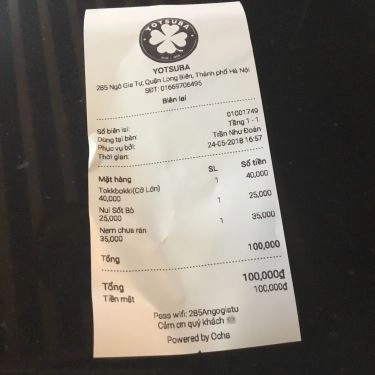 YOTSUBA
YOTSUBA
285 Ngô Gia Tự, Quận Long Biên, Thành phố Hà Nội
SĐT: 01669706495
Biên lai
Số biên lai: 01001749
Dùng tại bàn: Tầng 1 - 1
Phục vụ bởi: Trần Như Đoàn
Thời gian: 24-05-2018 16:57
Mặt hàng SL Số tiền
Tokkbokki(Cỡ Lớn) 1 40,000
40,000
Nui Sốt Bò 1 25,000
25,000
Nem chua rán 1 35,000
35,000
Tổng 100,000
Tổng 100,000₫
Tiền mặt 100,000₫
Pass wifi: 285Angogiatu
Cảm ơn quý khách
Powered by Ocha